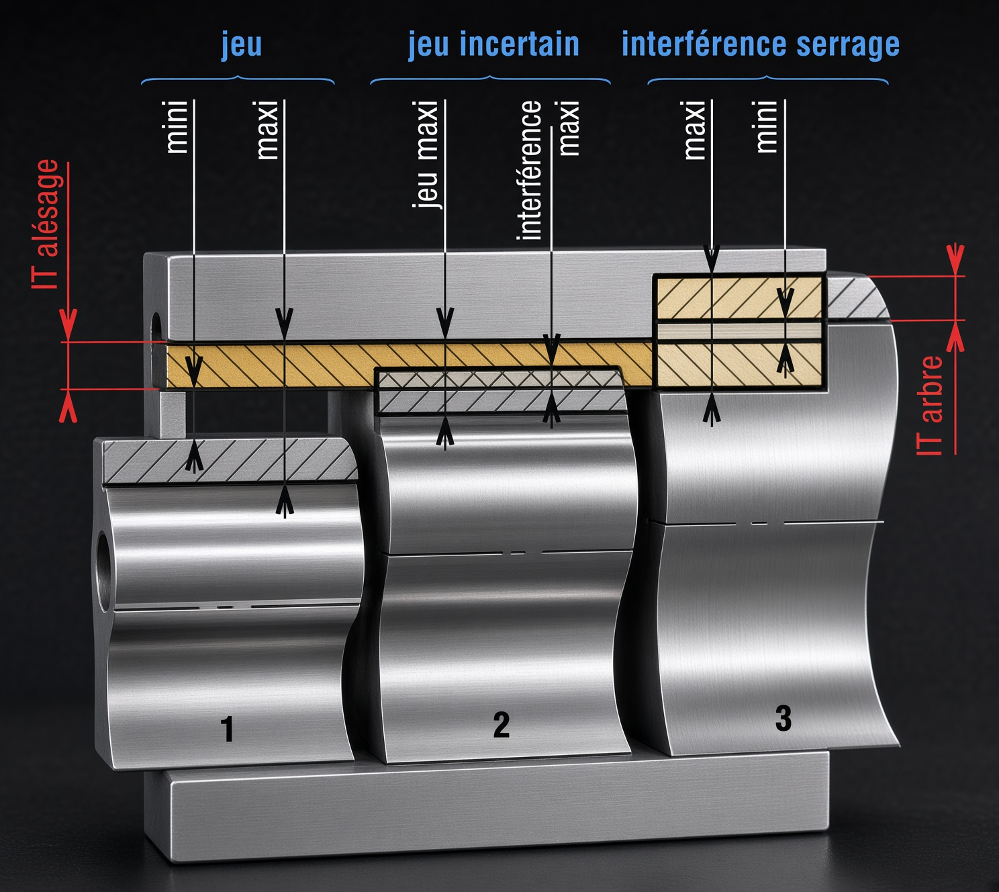 jeu
jeu incertain
interférence serrage
mini
maxi
jeu maxi
interférence
maxi
maxi
mini
IT alésage
IT arbre
1
2
3